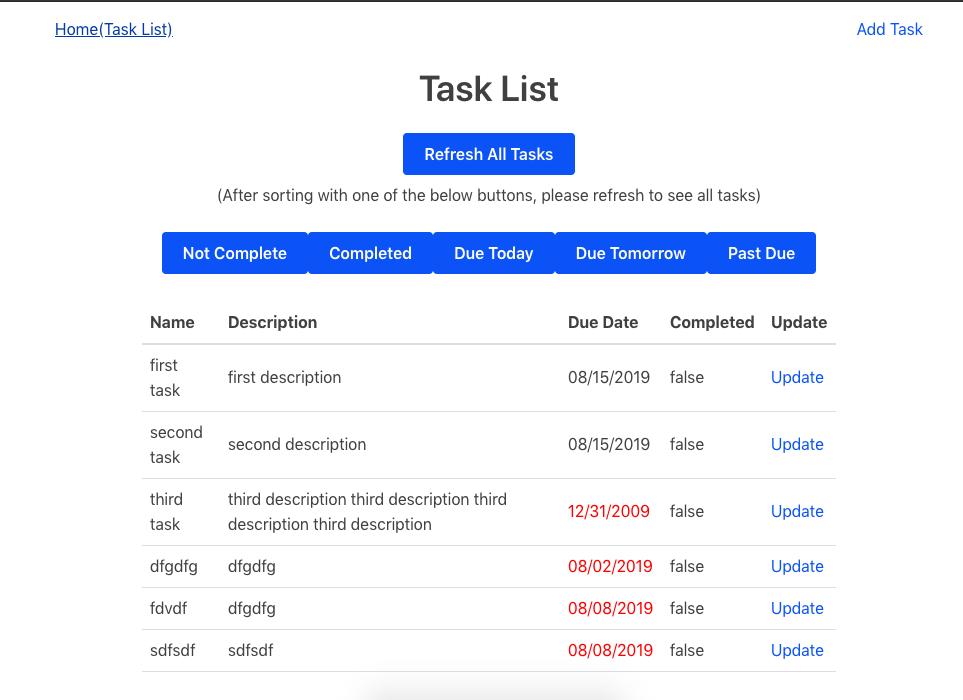 Home(Task List) Add Task
Task List
Refresh All Tasks
(After sorting with one of the below buttons, please refresh to see all tasks)
Not Complete Completed Due Today Due Tomorrow Past Due
Name Description Due Date Completed Update
first
task
first description 08/15/2019 false Update
second
task
second description 08/15/2019 false Update
third
task
third description third description third
description third description
12/31/2009 false Update
dfgdfg dfgdfg 08/02/2019 false Update
fdvdf dfgdfg 08/08/2019 false Update
sdfsdf sdfsdf 08/08/2019 false Update